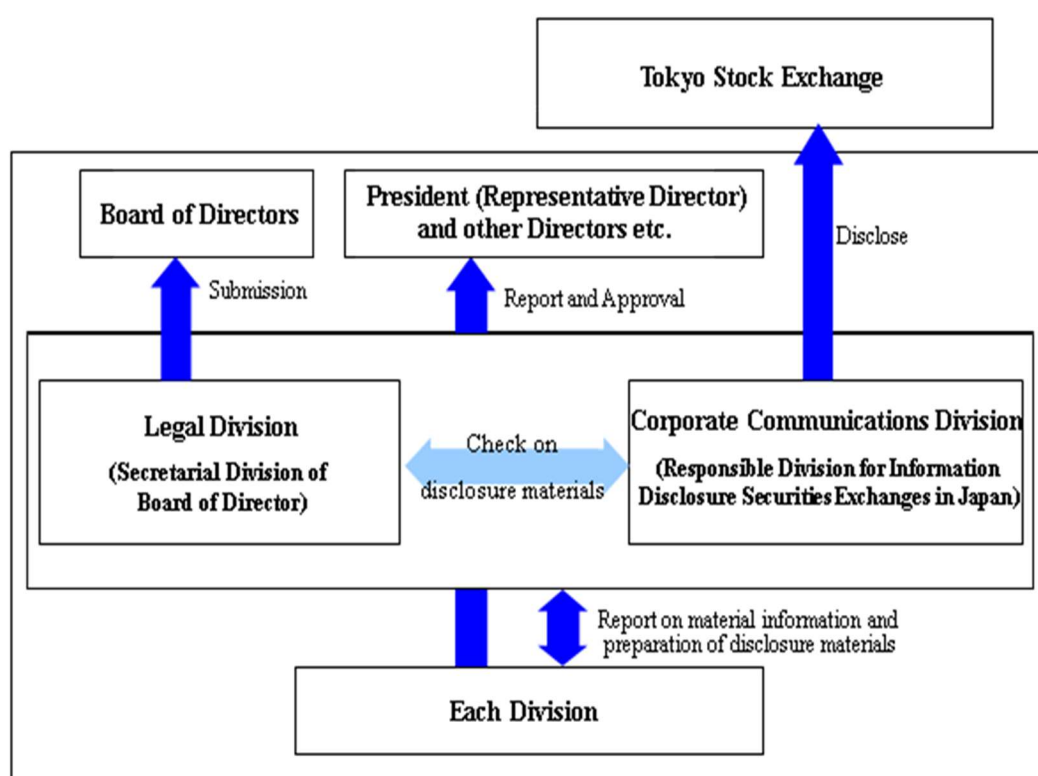 Tokyo Stock Exchange
Board of Directors
President (Representative Director)
and other Directors etc.
Disclose
Submission
Report and Approval
Legal Division
(Secretarial Division of
Board of Director)
Check on
disclosure materials
Corporate Communications Division
(Responsible Division for Information
Disclosure Securities Exchanges in Japan)
Report on material information and
preparation of disclosure materials
Each Division